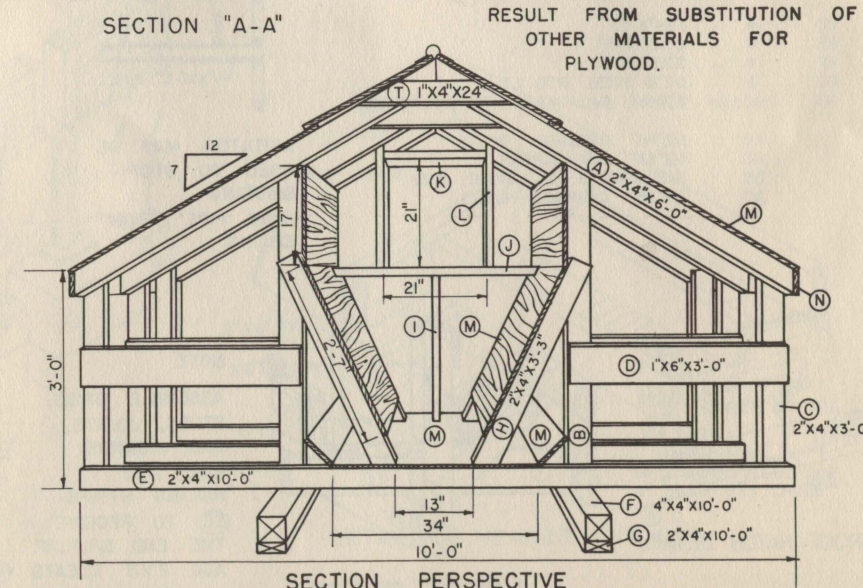 SECTION "A-A"
RESULT FROM SUBSTITUTION OF
OTHER MATERIALS FOR
PLYWOOD.
T 1"X4"X24"
12
7
A 2"X4"X6'-0"
K
L
M
17"
21"
J
21"
N
I
M
2'-7"
2"X4"X3'-3"
D 1"X6"X3'-0"
3'-0"
C
2"X4"X3'-0
H
M
M
B
E 2"X4"X10'-0"
13"
F 4"X4"X10'-0"
34"
G 2"X4"X10'-0"
10'-0"
SECTION PERSPECTIVE